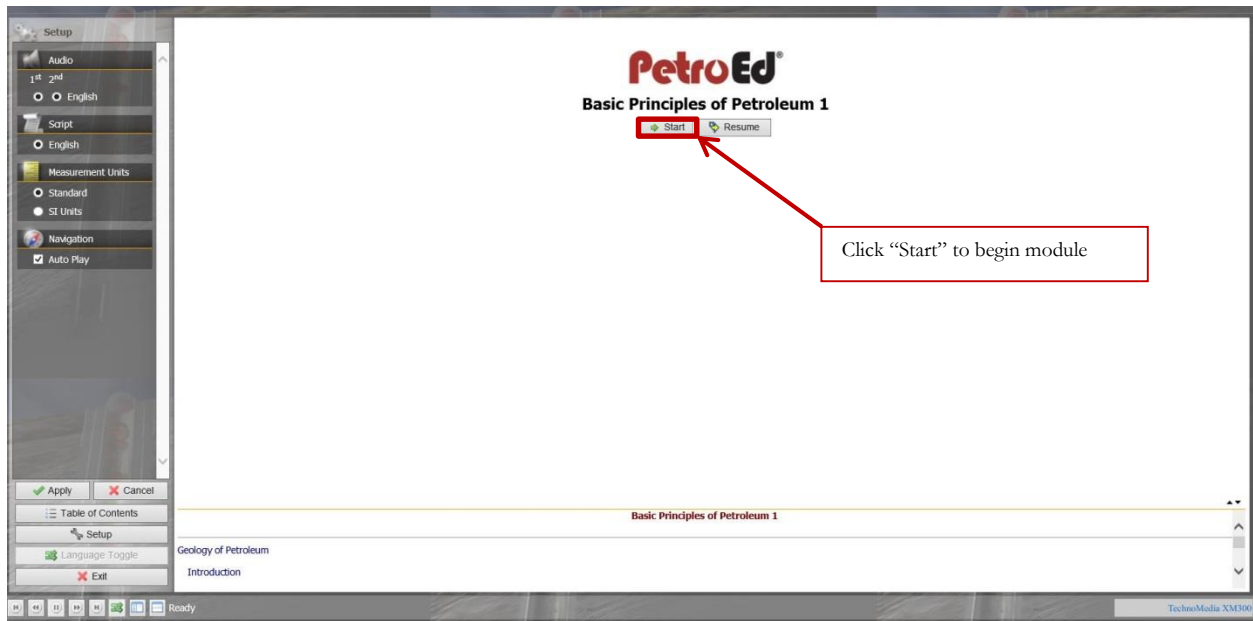 Setup
Audio
1st 2nd
English
Script
English
Measurement Units
Standard
SI Units
Navigation
Auto Play
Apply
Cancel
Table of Contents
Setup
Language Toggle
Exit
PetroEd®
Basic Principles of Petroleum 1
Start
Resume
Click “Start” to begin module
Basic Principles of Petroleum 1
Geology of Petroleum
Introduction
Ready
TechnoMedia XM300